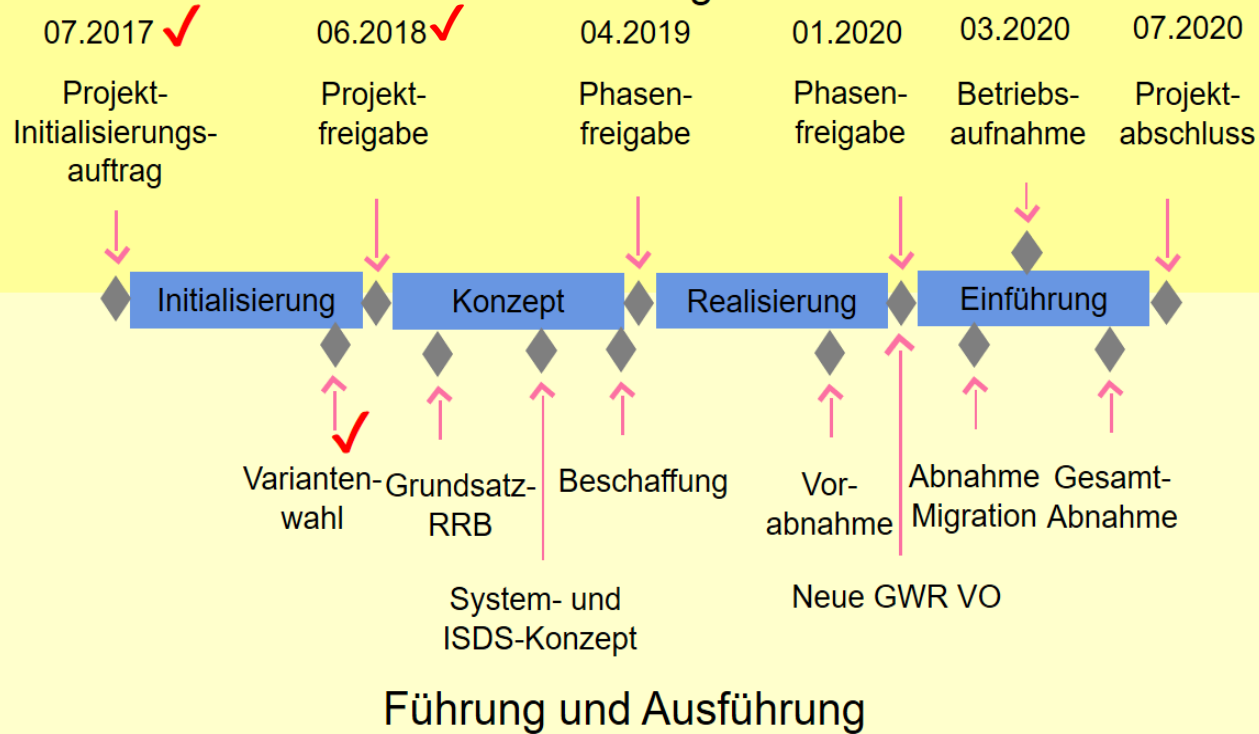 07.2017
06.2018
04.2019
01.2020
03.2020
07.2020
Projekt-
Initialisierungs-
auftrag
Projekt-
freigabe
Phasen-
freigabe
Phasen-
freigabe
Betriebs-
aufnahme
Projekt-
abschluss
Initialisierung
Konzept
Realisierung
Einführung
Varianten-
wahl
Grundsatz-
RRB
System- und
ISDS-Konzept
Beschaffung
Vor-
abnahme
Neue GWR VO
Abnahme
Migration
Gesamt-
Abnahme
Führung und Ausführung